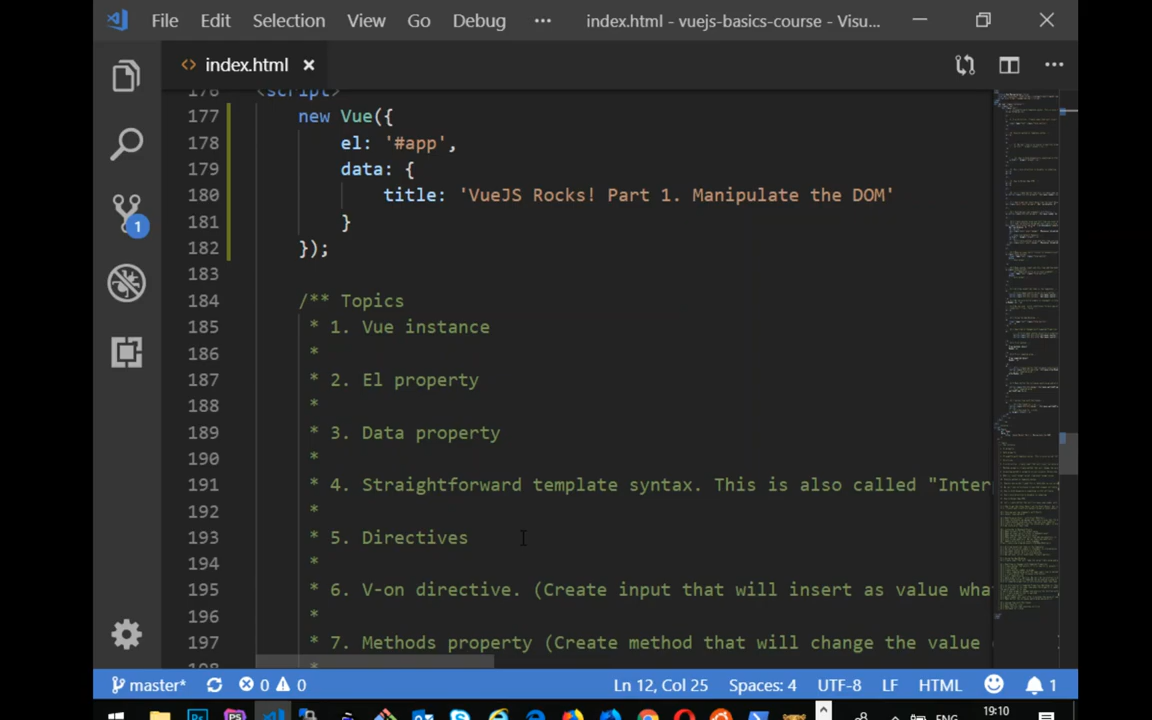 File Edit Selection View Go Debug ··· index.html - vuejs-basics-course - Visu...
<> index.html ×
176 <script>
177 new Vue({
178 el: '#app',
179 data: {
180 title: 'VueJS Rocks! Part 1. Manipulate the DOM'
181 }
182 });
183
184 /** Topics
185 * 1. Vue instance
186 *
187 * 2. El property
188 *
189 * 3. Data property
190 *
191 * 4. Straightforward template syntax. This is also called "Inter
192 *
193 * 5. Directives
194 *
195 * 6. V-on directive. (Create input that will insert as value wha
196 *
197 * 7. Methods property (Create method that will change the value
198 *
1
master* 0 0 Ln 12, Col 25 Spaces: 4 UTF-8 LF HTML 1
ENG 19:10